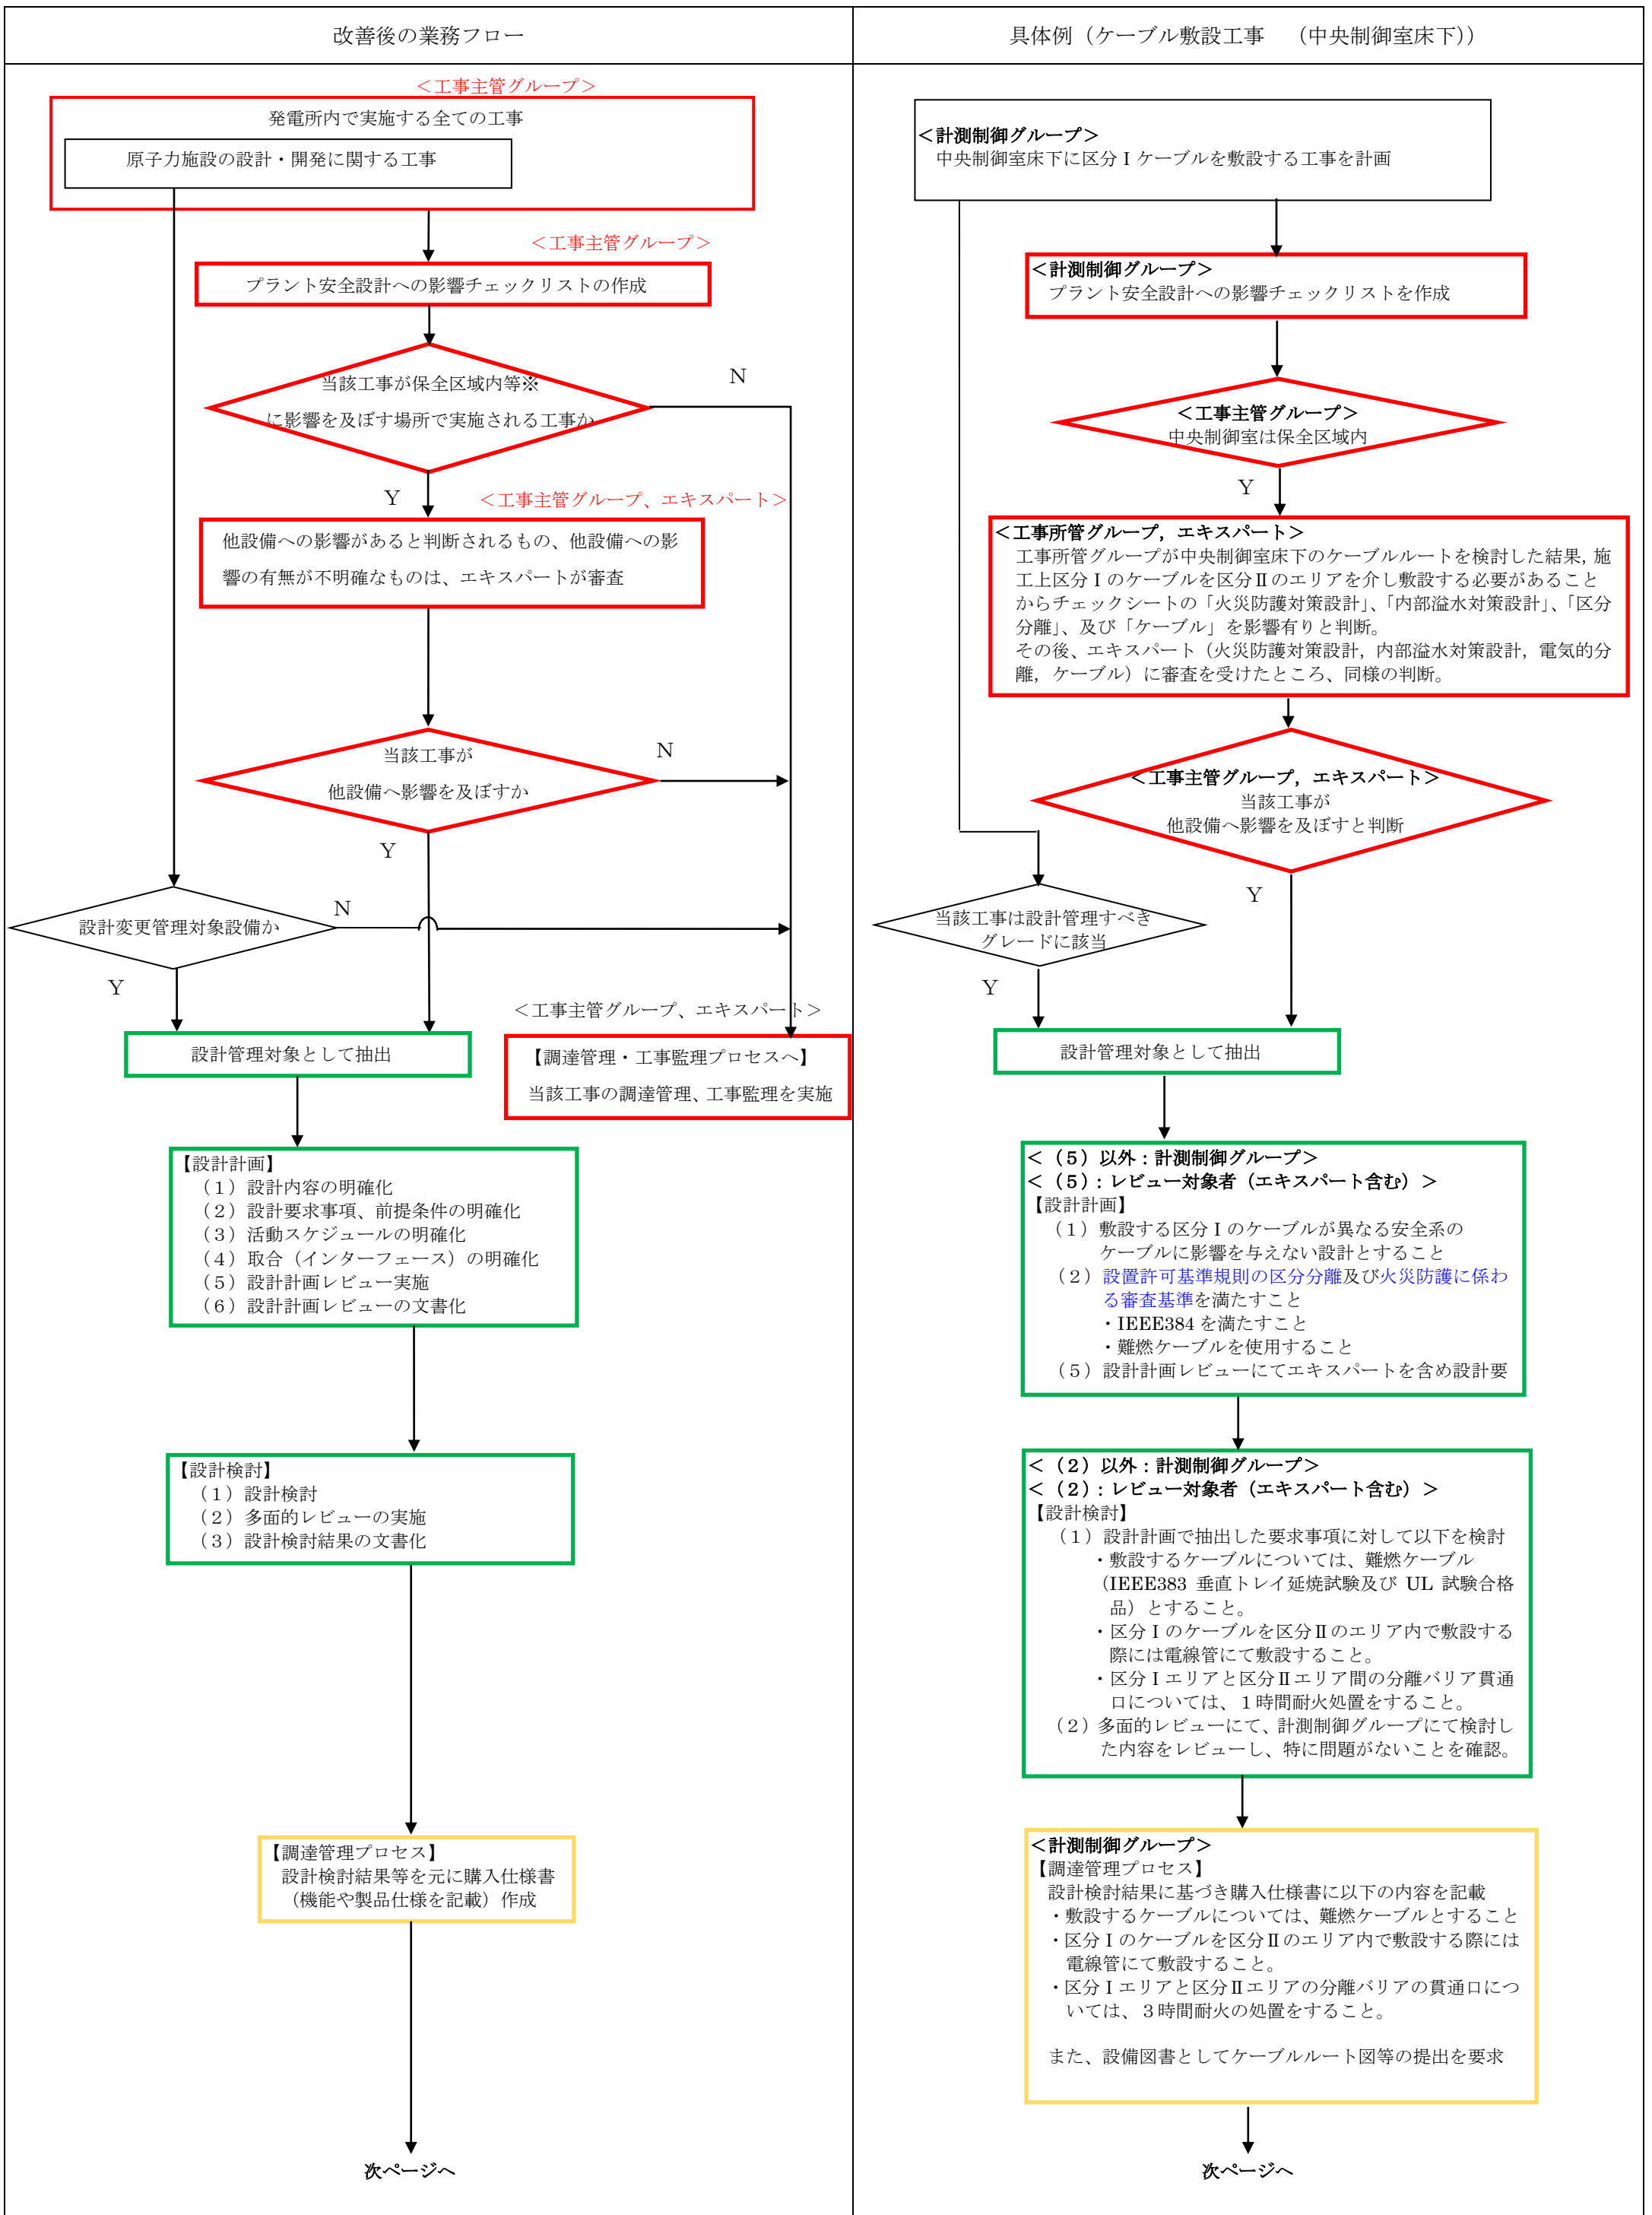 改善後の業務フロー
＜工事主管グループ＞
発電所内で実施する全ての工事
原子力施設の設計・開発に関する工事
＜工事主管グループ＞
プラント安全設計への影響チェックリストの作成
当該工事が保全区域内等※
に影響を及ぼす場所で実施される工事か
N
Y
＜工事主管グループ、エキスパート＞
他設備への影響があると判断されるもの、他設備への影
響の有無が不明確なものは、エキスパートが審査
当該工事が
他設備へ影響を及ぼすか
N
Y
設計変更管理対象設備か
N
Y
＜工事主管グループ、エキスパート＞
設計管理対象として抽出
【調達管理・工事監理プロセスへ】
当該工事の調達管理、工事監理を実施
【設計計画】
（１）設計内容の明確化
（２）設計要求事項、前提条件の明確化
（３）活動スケジュールの明確化
（４）取合（インターフェース）の明確化
（５）設計計画レビュー実施
（６）設計計画レビューの文書化
【設計検討】
（１）設計検討
（２）多面的レビューの実施
（３）設計検討結果の文書化
【調達管理プロセス】
設計検討結果等を元に購入仕様書
（機能や製品仕様を記載）作成
次ページへ
具体例（ケーブル敷設工事　（中央制御室床下））
＜計測制御グループ＞
中央制御室床下に区分Ⅰケーブルを敷設する工事を計画
＜計測制御グループ＞
プラント安全設計への影響チェックリストを作成
＜工事主管グループ＞
中央制御室は保全区域内
Y
＜工事所管グループ，エキスパート＞
工事所管グループが中央制御室床下のケーブルルートを検討した結果，施
工上区分Ⅰのケーブルを区分Ⅱのエリアを介し敷設する必要があること
からチェックシートの「火災防護対策設計」、「内部溢水対策設計」、「区分
分離」、及び「ケーブル」を影響有りと判断。
その後、エキスパート（火災防護対策設計，内部溢水対策設計，電気的分
離，ケーブル）に審査を受けたところ、同様の判断。
＜工事主管グループ，エキスパート＞
当該工事が
他設備へ影響を及ぼすと判断
Y
当該工事は設計管理すべき
グレードに該当
Y
設計管理対象として抽出
＜（５）以外：計測制御グループ＞
＜（５）：レビュー対象者（エキスパート含む）＞
【設計計画】
（１）敷設する区分Ⅰのケーブルが異なる安全系の
ケーブルに影響を与えない設計とすること
（２）設置許可基準規則の区分分離及び火災防護に係わ
る審査基準を満たすこと
・IEEE384 を満たすこと
・難燃ケーブルを使用すること
（５）設計計画レビューにてエキスパートを含め設計要
＜（２）以外：計測制御グループ＞
＜（２）：レビュー対象者（エキスパート含む）＞
【設計検討】
（１）設計計画で抽出した要求事項に対して以下を検討
・敷設するケーブルについては、難燃ケーブル
（IEEE383 垂直トレイ延焼試験及び UL 試験合格
品）とすること。
・区分Ⅰのケーブルを区分Ⅱのエリア内で敷設する
際には電線管にて敷設すること。
・区分Ⅰエリアと区分Ⅱエリア間の分離バリア貫通
口については、１時間耐火処置をすること。
（２）多面的レビューにて、計測制御グループにて検討し
た内容をレビューし、特に問題がないことを確認。
＜計測制御グループ＞
【調達管理プロセス】
設計検討結果に基づき購入仕様書に以下の内容を記載
・敷設するケーブルについては、難燃ケーブルとすること
・区分Ⅰのケーブルを区分Ⅱのエリア内で敷設する際には
電線管にて敷設すること。
・区分Ⅰエリアと区分Ⅱエリアの分離バリアの貫通口につ
いては、３時間耐火の処置をすること。
また、設備図書としてケーブルルート図等の提出を要求
次ページへ